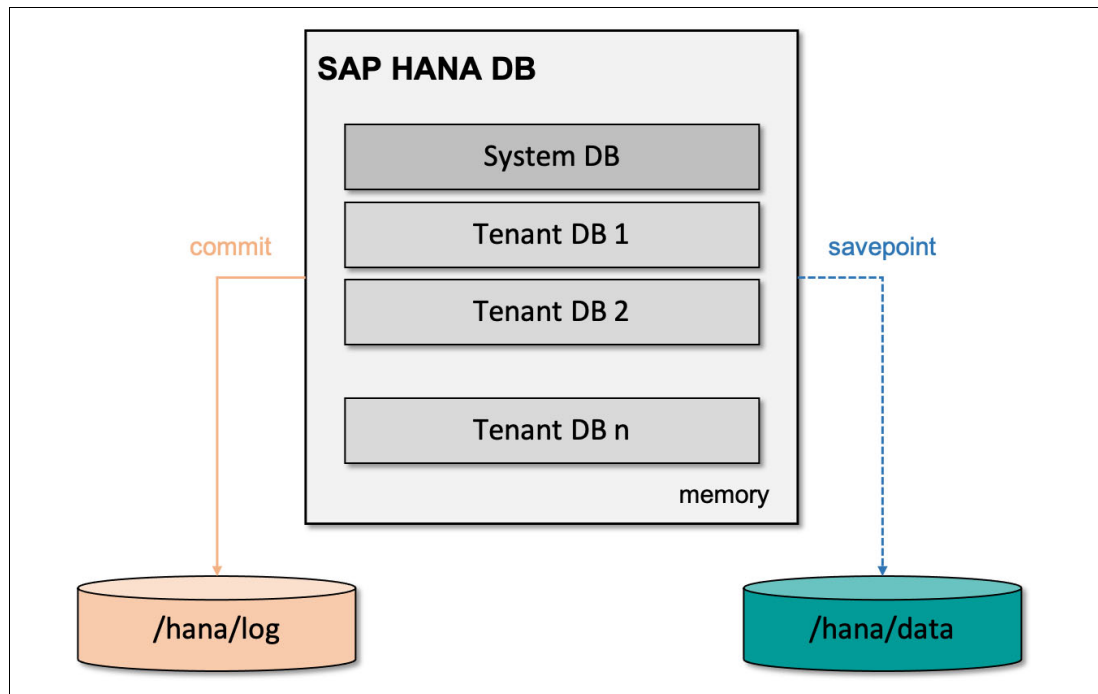 SAP HANA DB
System DB
Tenant DB 1
commit
savepoint
Tenant DB 2
Tenant DB n
memory
/hana/log
/hana/data